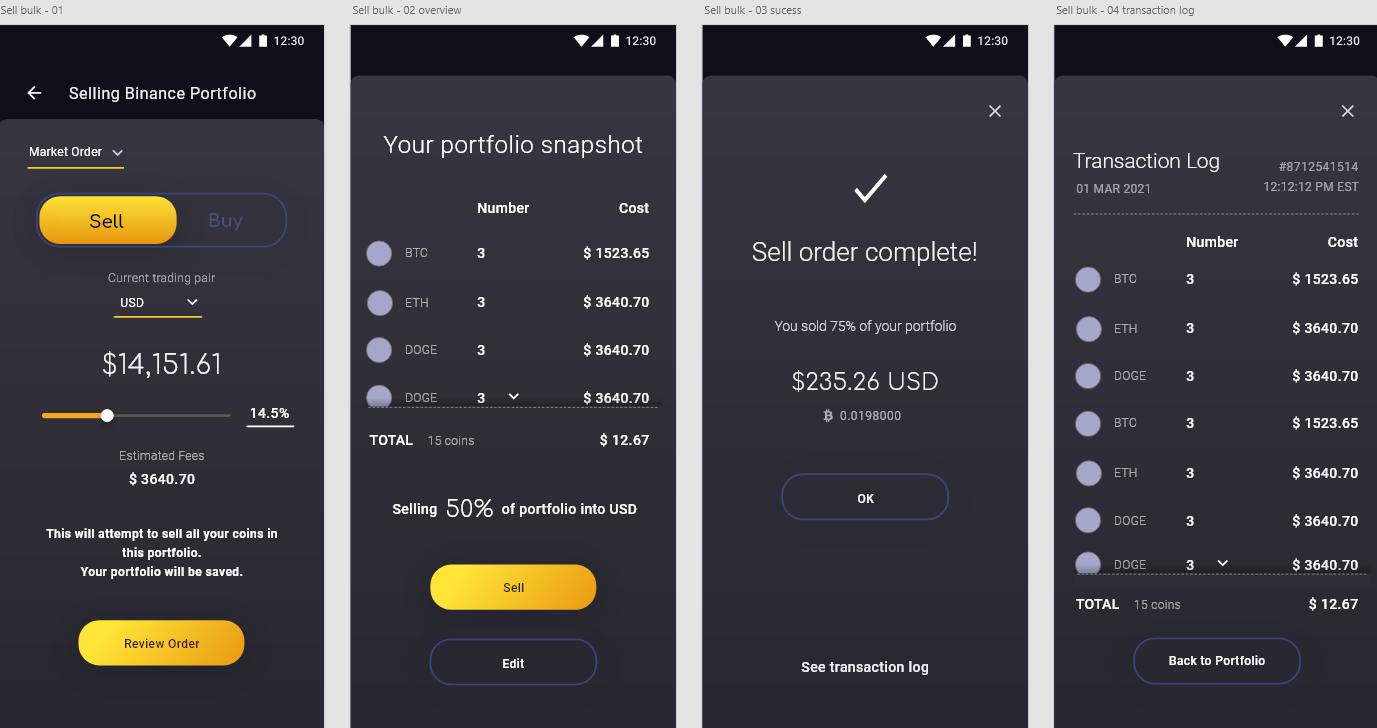 Sell bulk - 01
12:30
Selling Binance Portfolio
Market Order
Sell Buy
Current trading pair
USD
$14,151.61
14.5%
Estimated Fees
$ 3640.70
This will attempt to sell all your coins in
this portfolio.
Your portfolio will be saved.
Review Order
Sell bulk - 02 overview
12:30
Your portfolio snapshot
Number Cost
BTC 3 $ 1523.65
ETH 3 $ 3640.70
DOGE 3 $ 3640.70
DOGE 3 $ 3640.70
TOTAL 15 coins $ 12.67
Selling 50% of portfolio into USD
Sell
Edit
Sell bulk - 03 sucess
12:30
Sell order complete!
You sold 75% of your portfolio
$235.26 USD
₿ 0.0198000
OK
See transaction log
Sell bulk - 04 transaction log
12:30
Transaction Log #8712541514
01 MAR 2021 12:12:12 PM EST
Number Cost
BTC 3 $ 1523.65
ETH 3 $ 3640.70
DOGE 3 $ 3640.70
BTC 3 $ 1523.65
ETH 3 $ 3640.70
DOGE 3 $ 3640.70
DOGE 3 $ 3640.70
TOTAL 15 coins $ 12.67
Back to Portfolio